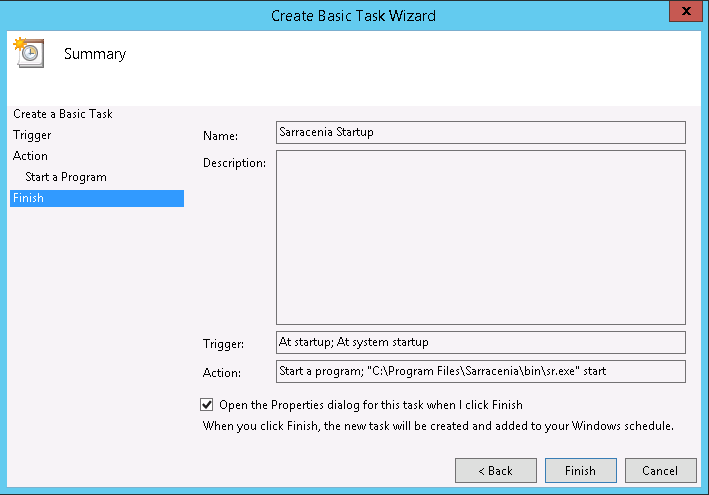 Create Basic Task Wizard
x
Summary
Create a Basic Task
Trigger
Action
Start a Program
Finish
Name:
Sarracenia Startup
Description:
Trigger:
At startup; At system startup
Action:
Start a program; "C:\Program Files\Sarracenia\bin\sr.exe" start
Open the Properties dialog for this task when I click Finish
When you click Finish, the new task will be created and added to your Windows schedule.
< Back
Finish
Cancel